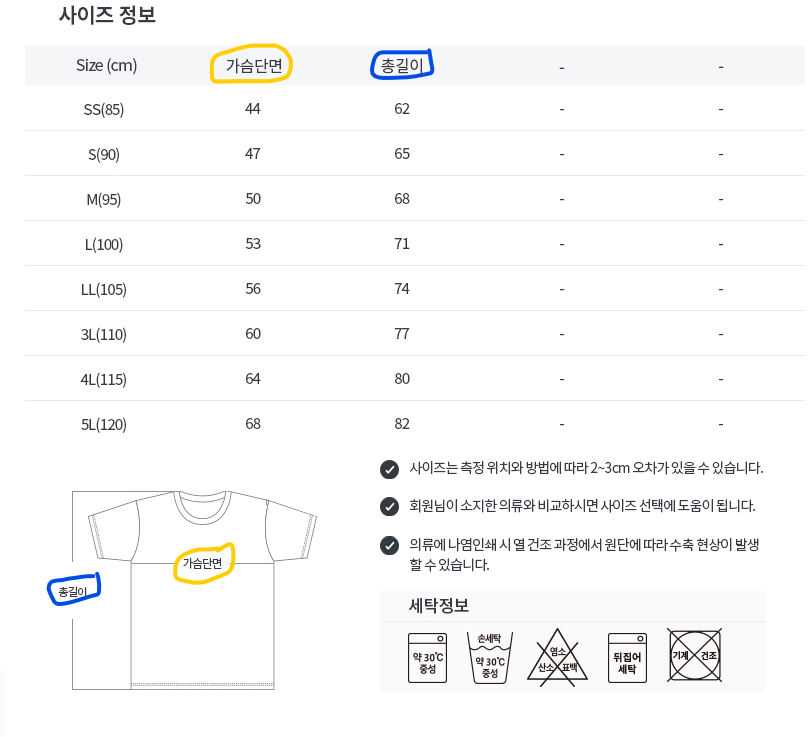 사이즈 정보
Size (cm) 가슴단면 총길이 - -
SS(85) 44 62 - -
S(90) 47 65 - -
M(95) 50 68 - -
L(100) 53 71 - -
LL(105) 56 74 - -
3L(110) 60 77 - -
4L(115) 64 80 - -
5L(120) 68 82 - -
사이즈는 측정 위치와 방법에 따라 2~3cm 오차가 있을 수 있습니다.
회원님이 소지한 의류와 비교하시면 사이즈 선택에 도움이 됩니다.
의류에 나염인쇄 시 열 건조 과정에서 원단에 따라 수축 현상이 발생
할 수 있습니다.
가슴단면
총길이
세탁정보
약 30℃
중성
손세탁
약 30℃
중성
염소
산소 표백
뒤집어
세탁
기계 건조